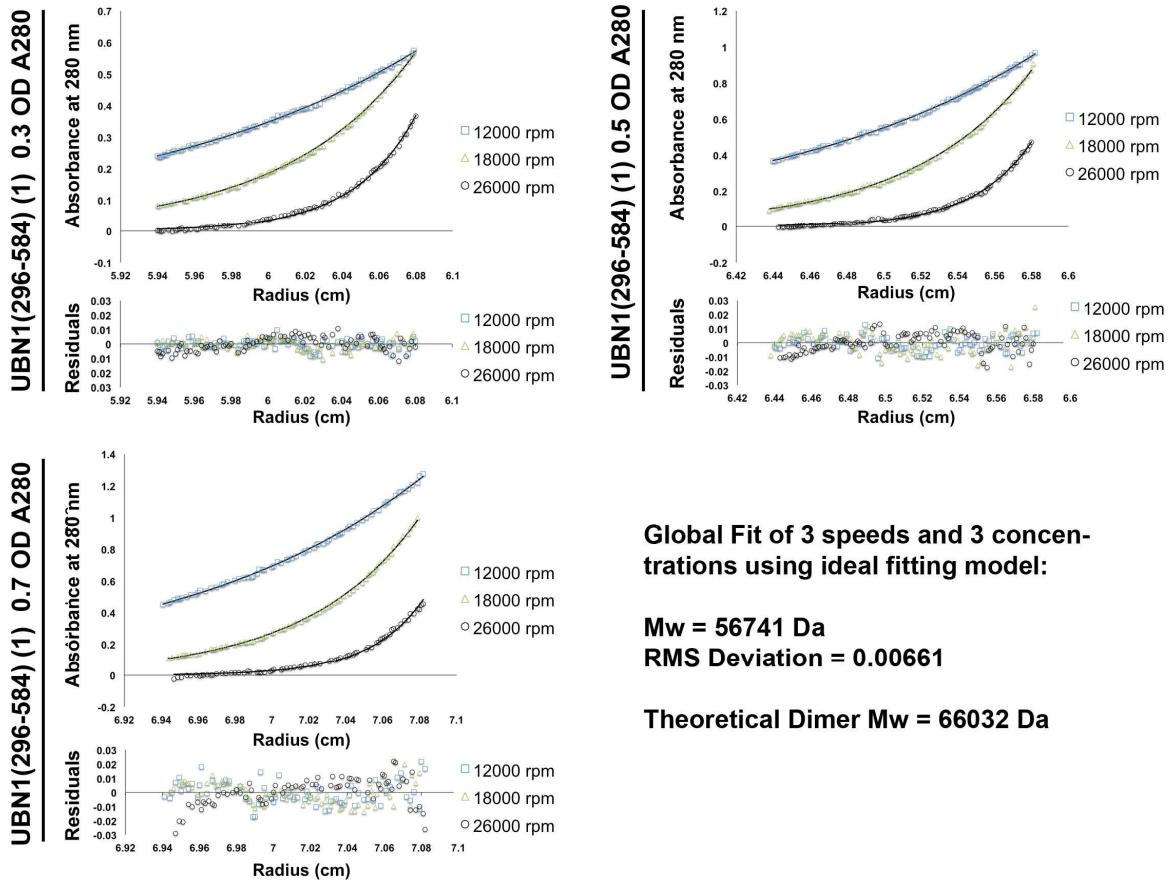 UBN1(296-584) (1)  0.3 OD A280
Absorbance at 280 nm
0.7
0.6
0.5
0.4
0.3
0.2
0.1
0
-0.1
5.92 5.94 5.96 5.98 6 6.02 6.04 6.06 6.08 6.1
Radius (cm)
12000 rpm
18000 rpm
26000 rpm
Residuals
0.03
0.02
0.01
0
0.01
0.02
0.03
5.92 5.94 5.96 5.98 6 6.02 6.04 6.06 6.08 6.1
Radius (cm)
12000 rpm
18000 rpm
26000 rpm
UBN1(296-584) (1) 0.5 OD A280
Absorbance at 280 nm
1.2
1
0.8
0.6
0.4
0.2
0
-0.2
6.42 6.44 6.46 6.48 6.5 6.52 6.54 6.56 6.58 6.6
Radius (cm)
12000 rpm
18000 rpm
26000 rpm
Residuals
0.03
0.02
0.01
0
-0.01
-0.02
-0.03
6.42 6.44 6.46 6.48 6.5 6.52 6.54 6.56 6.58 6.6
Radius (cm)
12000 rpm
18000 rpm
26000 rpm
UBN1(296-584) (1)  0.7 OD A280
Absorbance at 280 nm
1.4
1.2
1
0.8
0.6
0.4
0.2
0
-0.2
6.92 6.94 6.96 6.98 7 7.02 7.04 7.06 7.08 7.1
Radius (cm)
12000 rpm
18000 rpm
26000 rpm
Residuals
0.03
0.02
0.01
0
-0.01
-0.02
-0.03
6.92 6.94 6.96 6.98 7 7.02 7.04 7.06 7.08 7.1
Radius (cm)
12000 rpm
18000 rpm
26000 rpm
Global Fit of 3 speeds and 3 concen-
trations using ideal fitting model:
Mw = 56741 Da
RMS Deviation = 0.00661
Theoretical Dimer Mw = 66032 Da